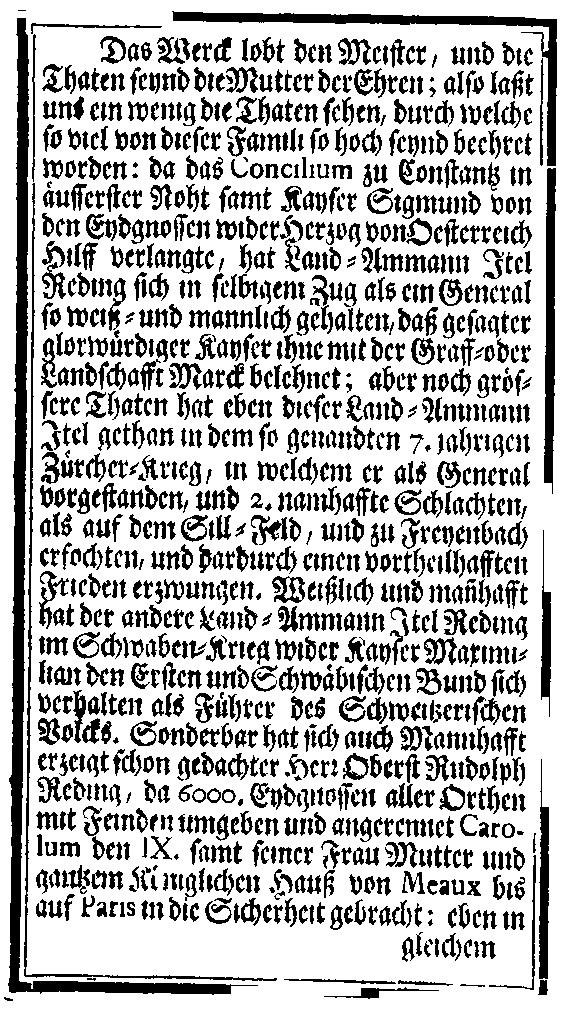 Das Werck lobt den Meister, und die
Thaten seynd die Mutter der Ehren; also laßt
uns ein wenig die Thaten sehen, durch welche
so viel von dieser Famili so hoch seynd beehret
worden: da das Concilium zu Constantz in
äusserster Noht samt Kayser Sigmund von
den Eydgnossen wider Herzog von Oesterreich
Hilff verlangte, hat Land-Ammann Itel
Reding sich in selbigem Zug als ein General
so weiß- und mannlich gehalten, daß gesagter
glorwürdiger Kayser ihne mit der Graff- oder
Landschafft Marck belehnet; aber noch grös-
sere Thaten hat eben dieser Land-Ammann
Itel gethan in dem so genandten 7. jahrigen
Zürcher-Krieg, in welchem er als General
vorgestanden, und 2. namhaffte Schlachten,
als auf dem Sill-Feld, und zu Freyenbach
erfochten, und dardurch einen vortheilhafften
Frieden erzwungen. Weißlich und mañhafft
hat der andere Land-Ammann Itel Reding
im Schwaben-Krieg wider Kayser Maximi-
lian den Ersten und Schwäbischen Bund sich
verhalten als Führer des Schweitzerischen
Volcks. Sonderbar hat sich auch Mannhafft
erzeigt schon gedachter Herr Oberst Rudolph
Reding, da 6000. Eydgnossen aller Orthen
mit Feinden umgeben und angerennet Caro-
lum den IX. samt seiner Frau Mutter und
gantzem Königlichen Hauß von Meaux bis
auf Paris in die Sicherheit gebracht: eben in
gleichem